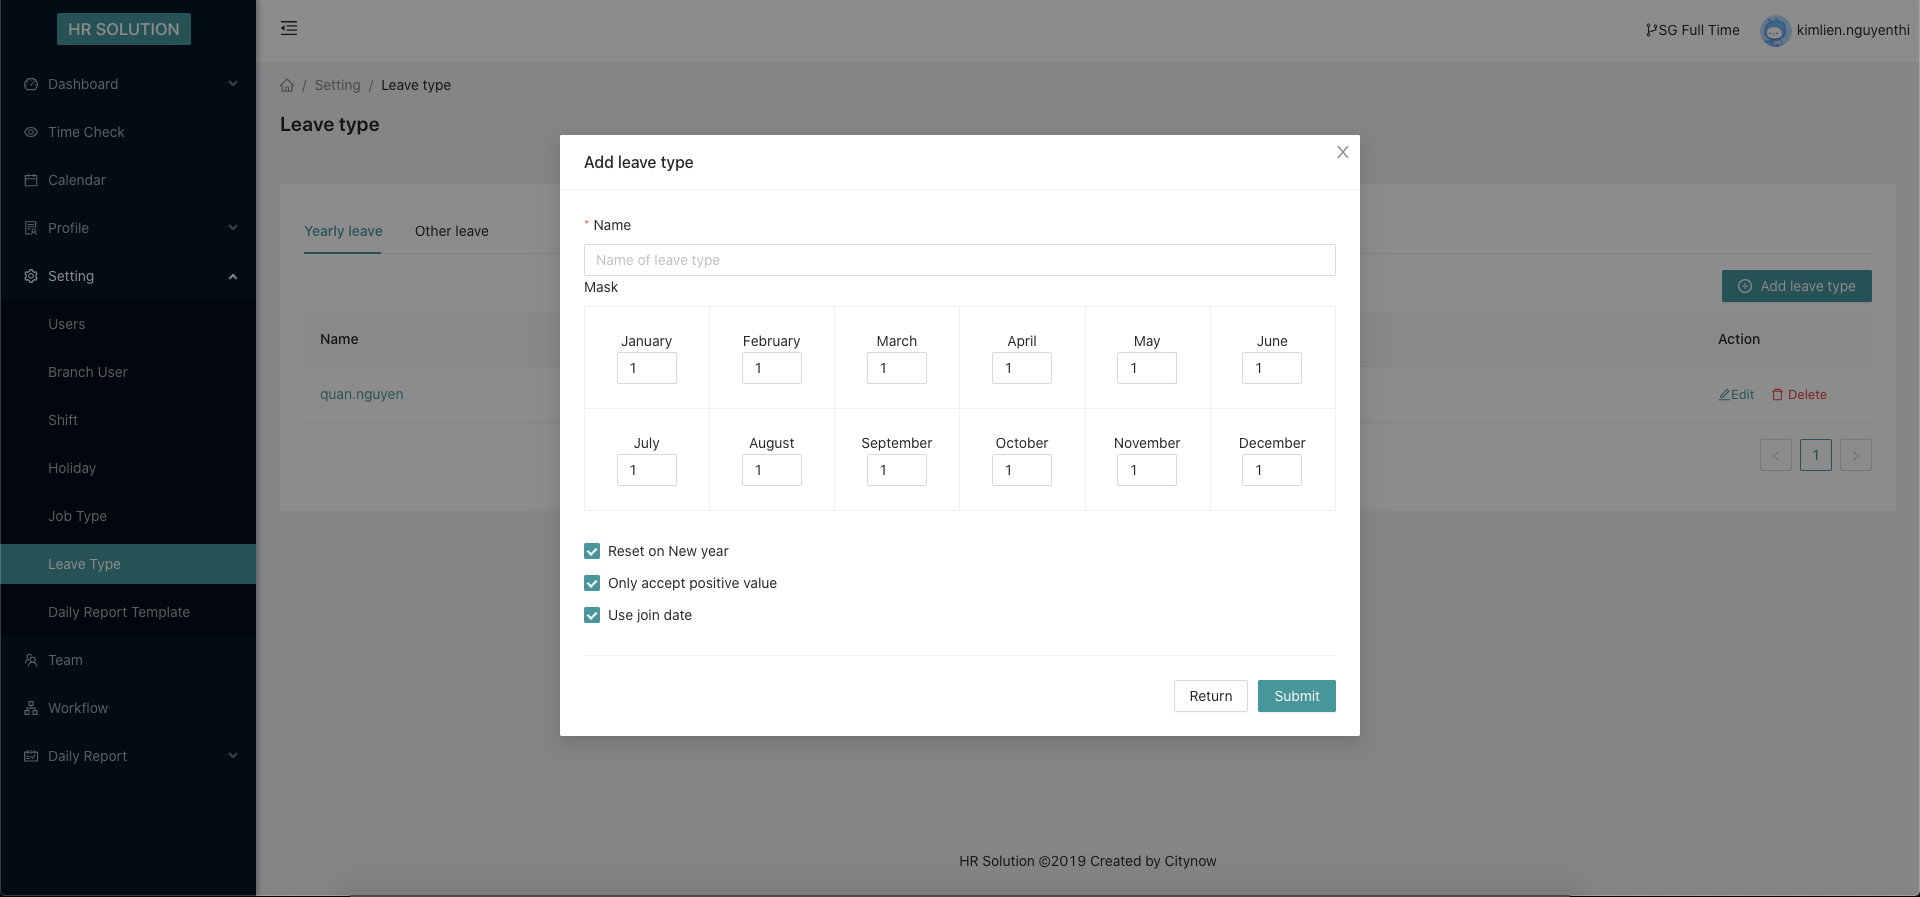 HR SOLUTION
SG Full Time
kimlien.nguyenthi
Dashboard
Time Check
Calendar
Profile
Setting
Users
Branch User
Shift
Holiday
Job Type
Leave Type
Daily Report Template
Team
Workflow
Daily Report
/ Setting / Leave type
Leave type
Yearly leave Other leave
Add leave type
Name Action
quan.nguyen Edit Delete
< 1 >
Add leave type X
* Name
Name of leave type
Mask
January February March April May June
1 1 1 1 1 1
July August September October November December
1 1 1 1 1 1
Reset on New year
Only accept positive value
Use join date
Return Submit
HR Solution ©2019 Created by Citynow